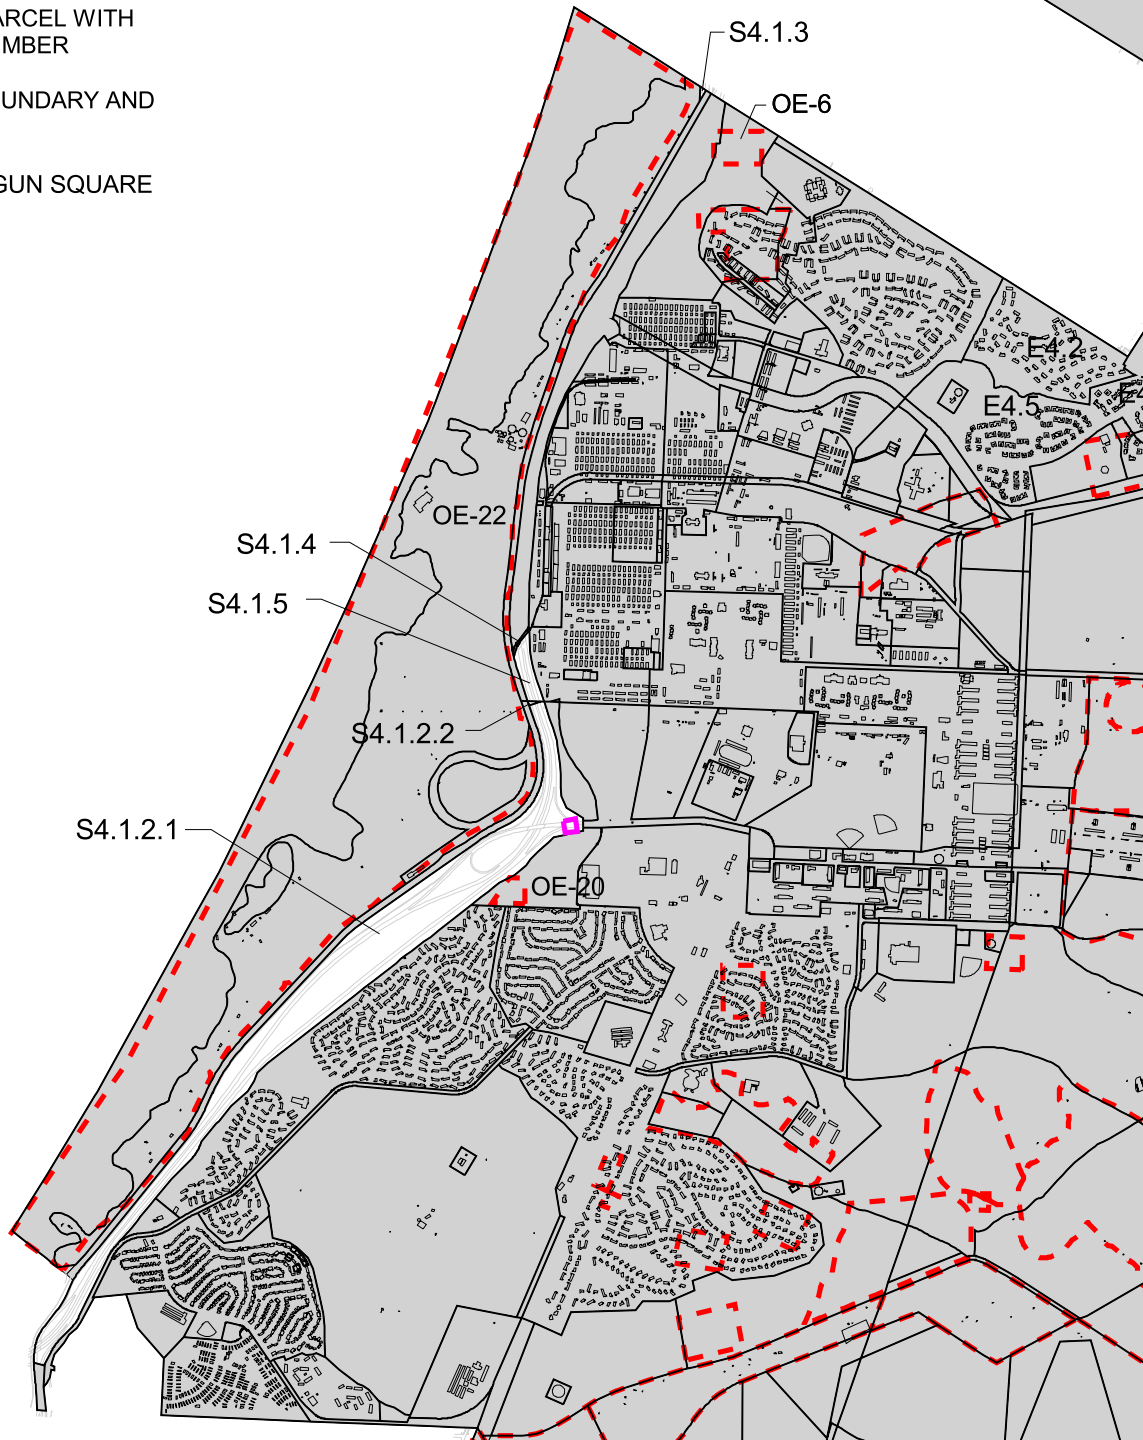 ARCEL WITH
MBER
UNDARY AND
GUN SQUARE
S4.1.3
OE-6
E4.2
E4.5
E4
OE-22
S4.1.4
S4.1.5
S4.1.2.2
S4.1.2.1
OE-20